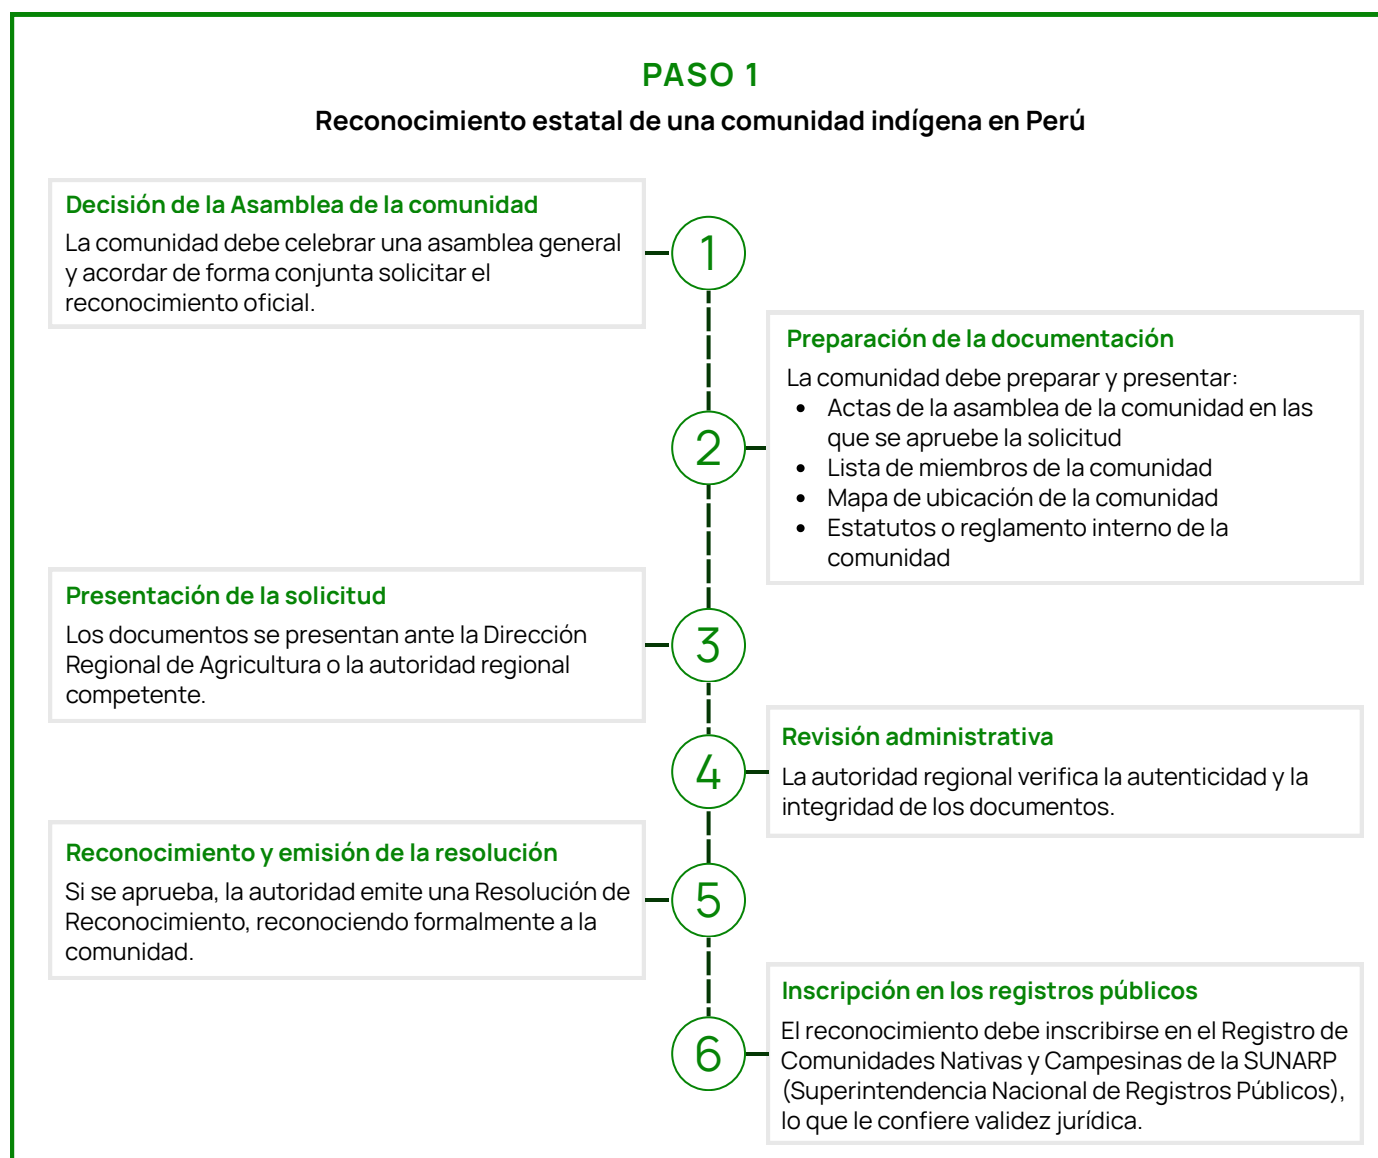 PASO 1
Reconocimiento estatal de una comunidad indígena en Perú
Decisión de la Asamblea de la comunidad
La comunidad debe celebrar una asamblea general
y acordar de forma conjunta solicitar el
reconocimiento oficial.
1
Preparación de la documentación
La comunidad debe preparar y presentar:
• Actas de la asamblea de la comunidad en las
que se apruebe la solicitud
• Lista de miembros de la comunidad
• Mapa de ubicación de la comunidad
• Estatutos o reglamento interno de la
comunidad
2
Presentación de la solicitud
Los documentos se presentan ante la Dirección
Regional de Agricultura o la autoridad regional
competente.
3
Revisión administrativa
La autoridad regional verifica la autenticidad y la
integridad de los documentos.
4
Reconocimiento y emisión de la resolución
Si se aprueba, la autoridad emite una Resolución de
Reconocimiento, reconociendo formalmente a la
comunidad.
5
Inscripción en los registros públicos
El reconocimiento debe inscribirse en el Registro de
Comunidades Nativas y Campesinas de la SUNARP
(Superintendencia Nacional de Registros Públicos),
lo que le confiere validez jurídica.
6